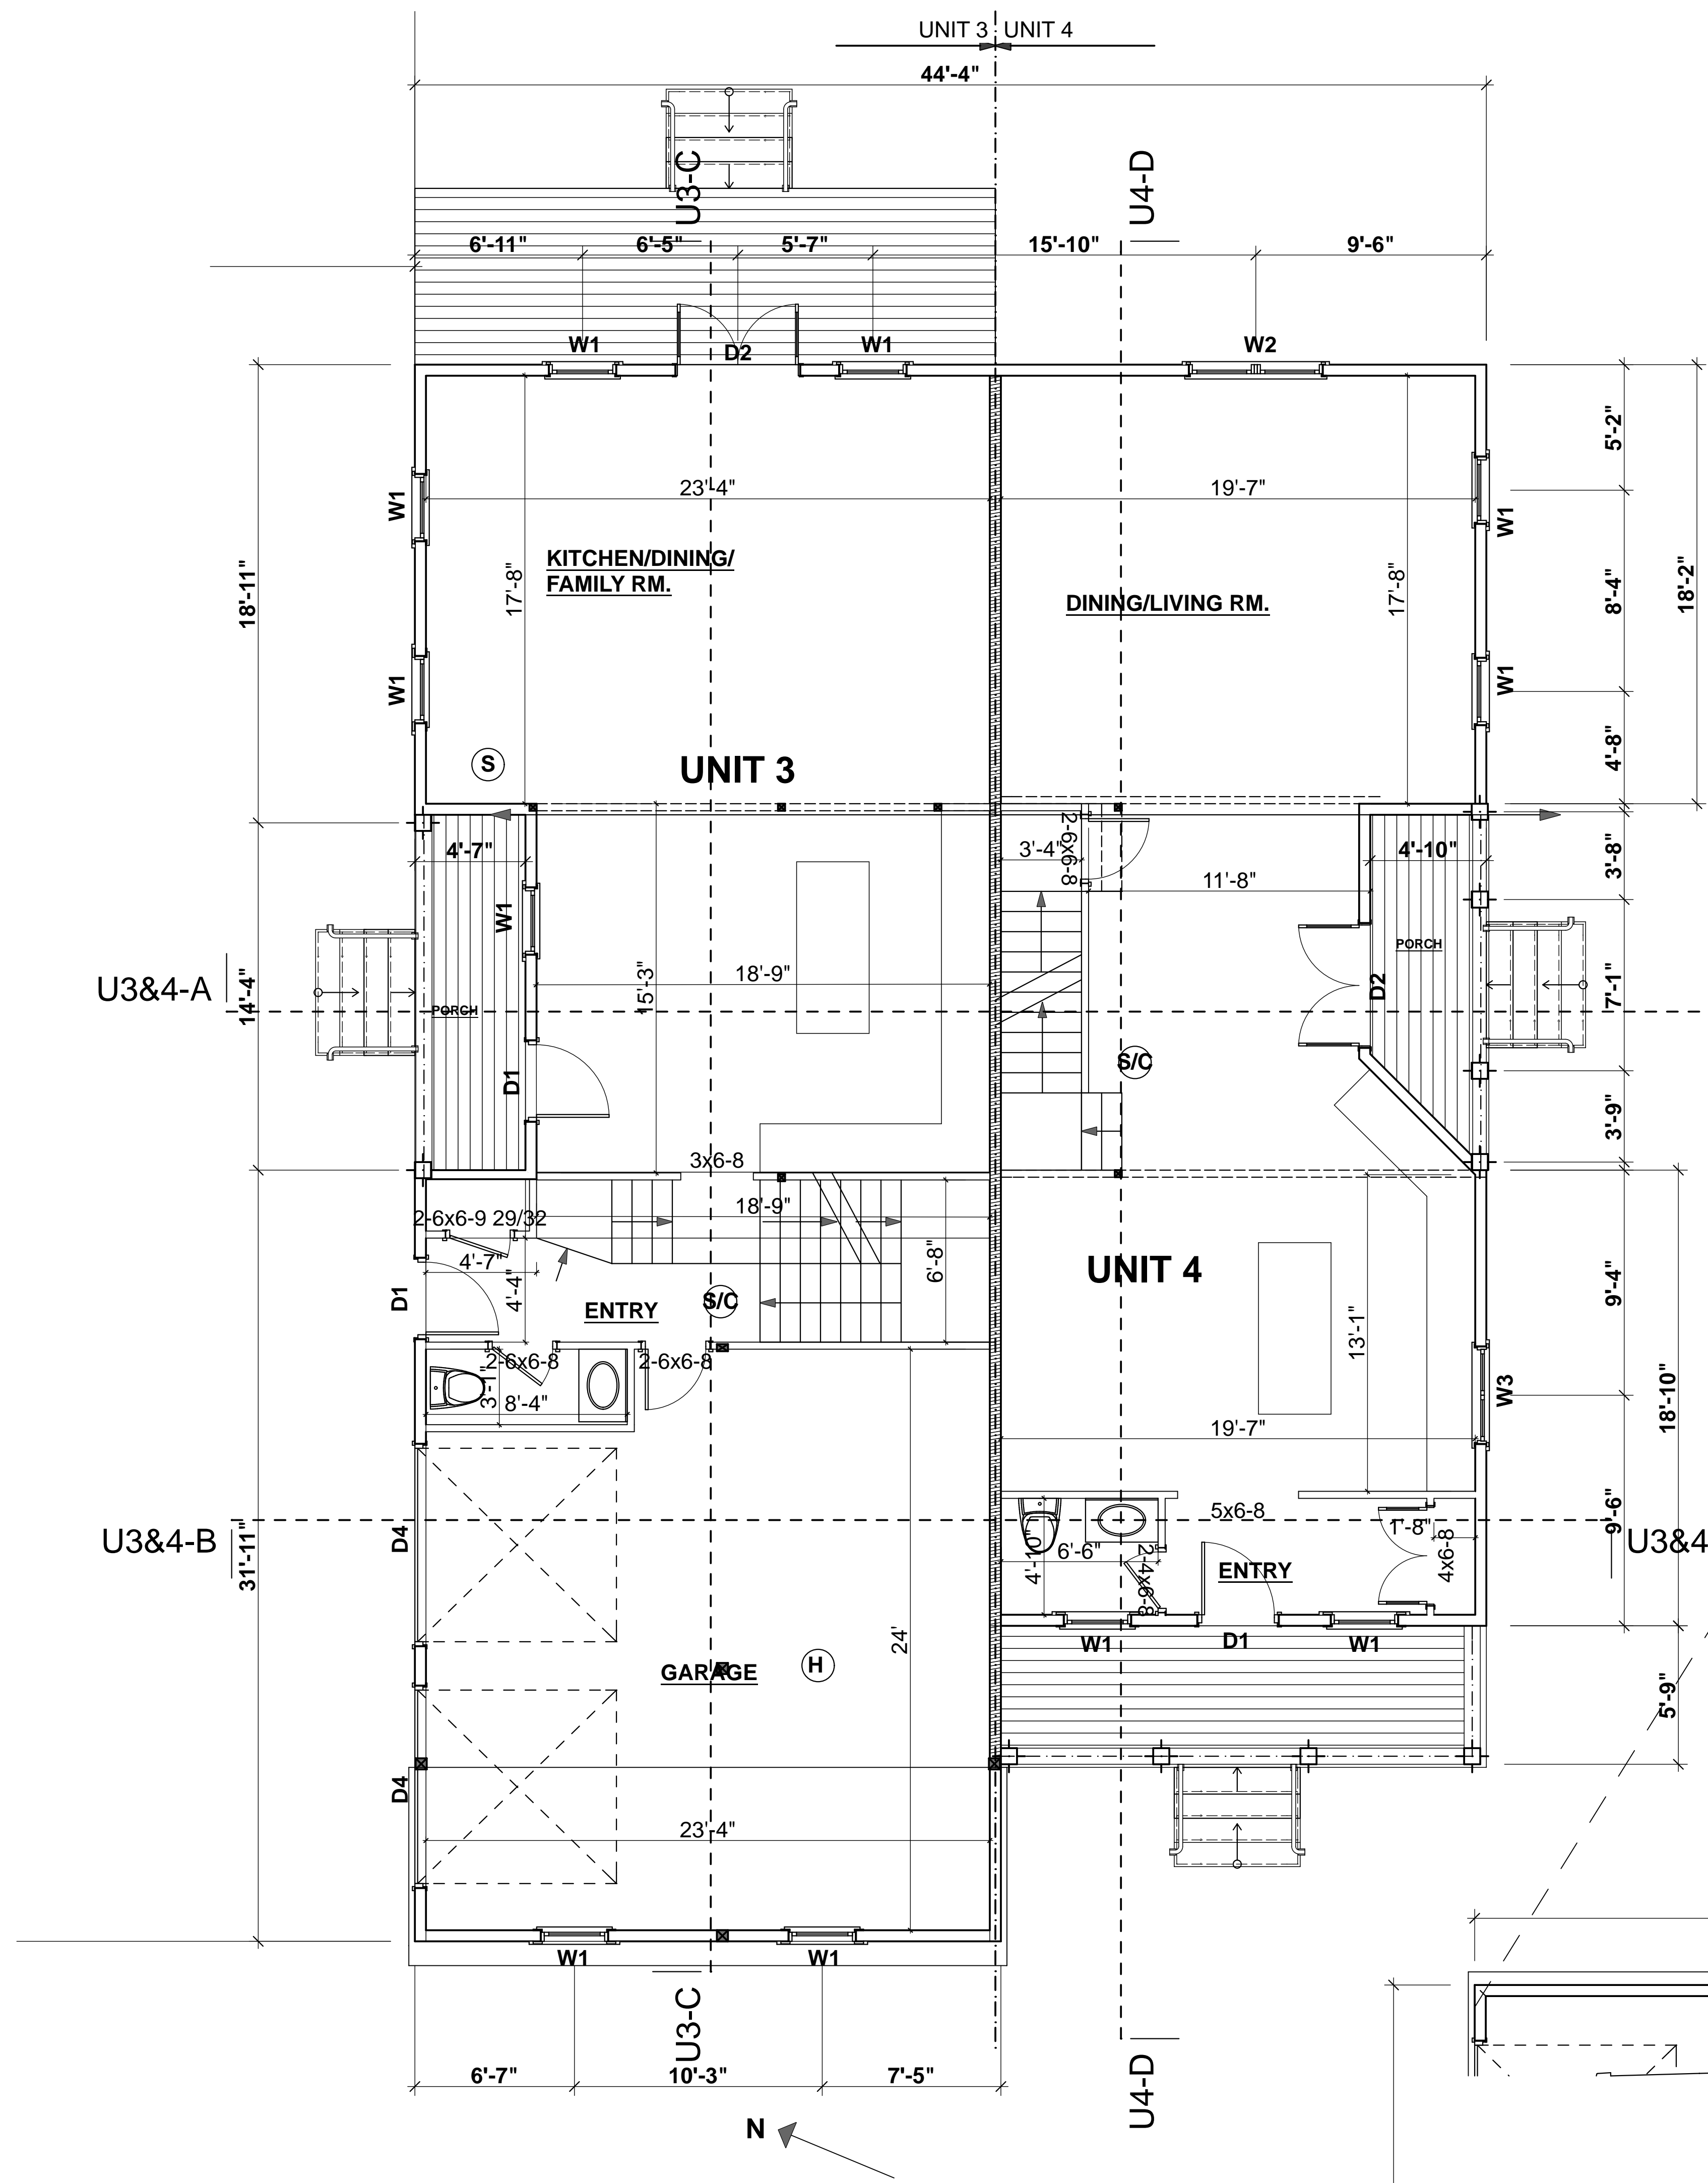 UNIT 3 UNIT 4
44'-4"
U3-C
U4-D
6'-11" 6'-5" 5'-7" 15'-10" 9'-6"
W1 D2 W1 W2
5'-2"
18'-2"
23'-4" 19'-7"
W1
W1
KITCHEN/DINING/
FAMILY RM.
17'-8"
17'-8"
DINING/LIVING RM.
18'-11"
8'-4"
W1
W1
4'-8"
S
UNIT 3
4'-7"
3'-4"
2-6x6-8
4'-10"
3'-8"
11'-8"
W1
PORCH
15'-3"
18'-9"
U3&4-A
14'-4"
PORCH
D2
7'-1"
S/C
D1
3'-9"
3x6-8
18'-9"
2-6x6-9 29/32
4'-7"
4'-4"
6'-8"
UNIT 4
9'-4"
D1
ENTRY
S/C
13'-1"
2-6x6-8
2-6x6-8
3'-1"
8'-4"
W3
18'-10"
19'-7"
U3&4-B
31'-11"
D4
5x6-8
1'-8"
9'-6"
U3&4
4'-10"
6'-6"
2-4x6-8
ENTRY
4x6-8
24'
W1 D1 W1
GARAGE
H
5'-9"
D4
23'-4"
W1 W1
U3-C
6'-7" 10'-3" 7'-5"
U4-D
N